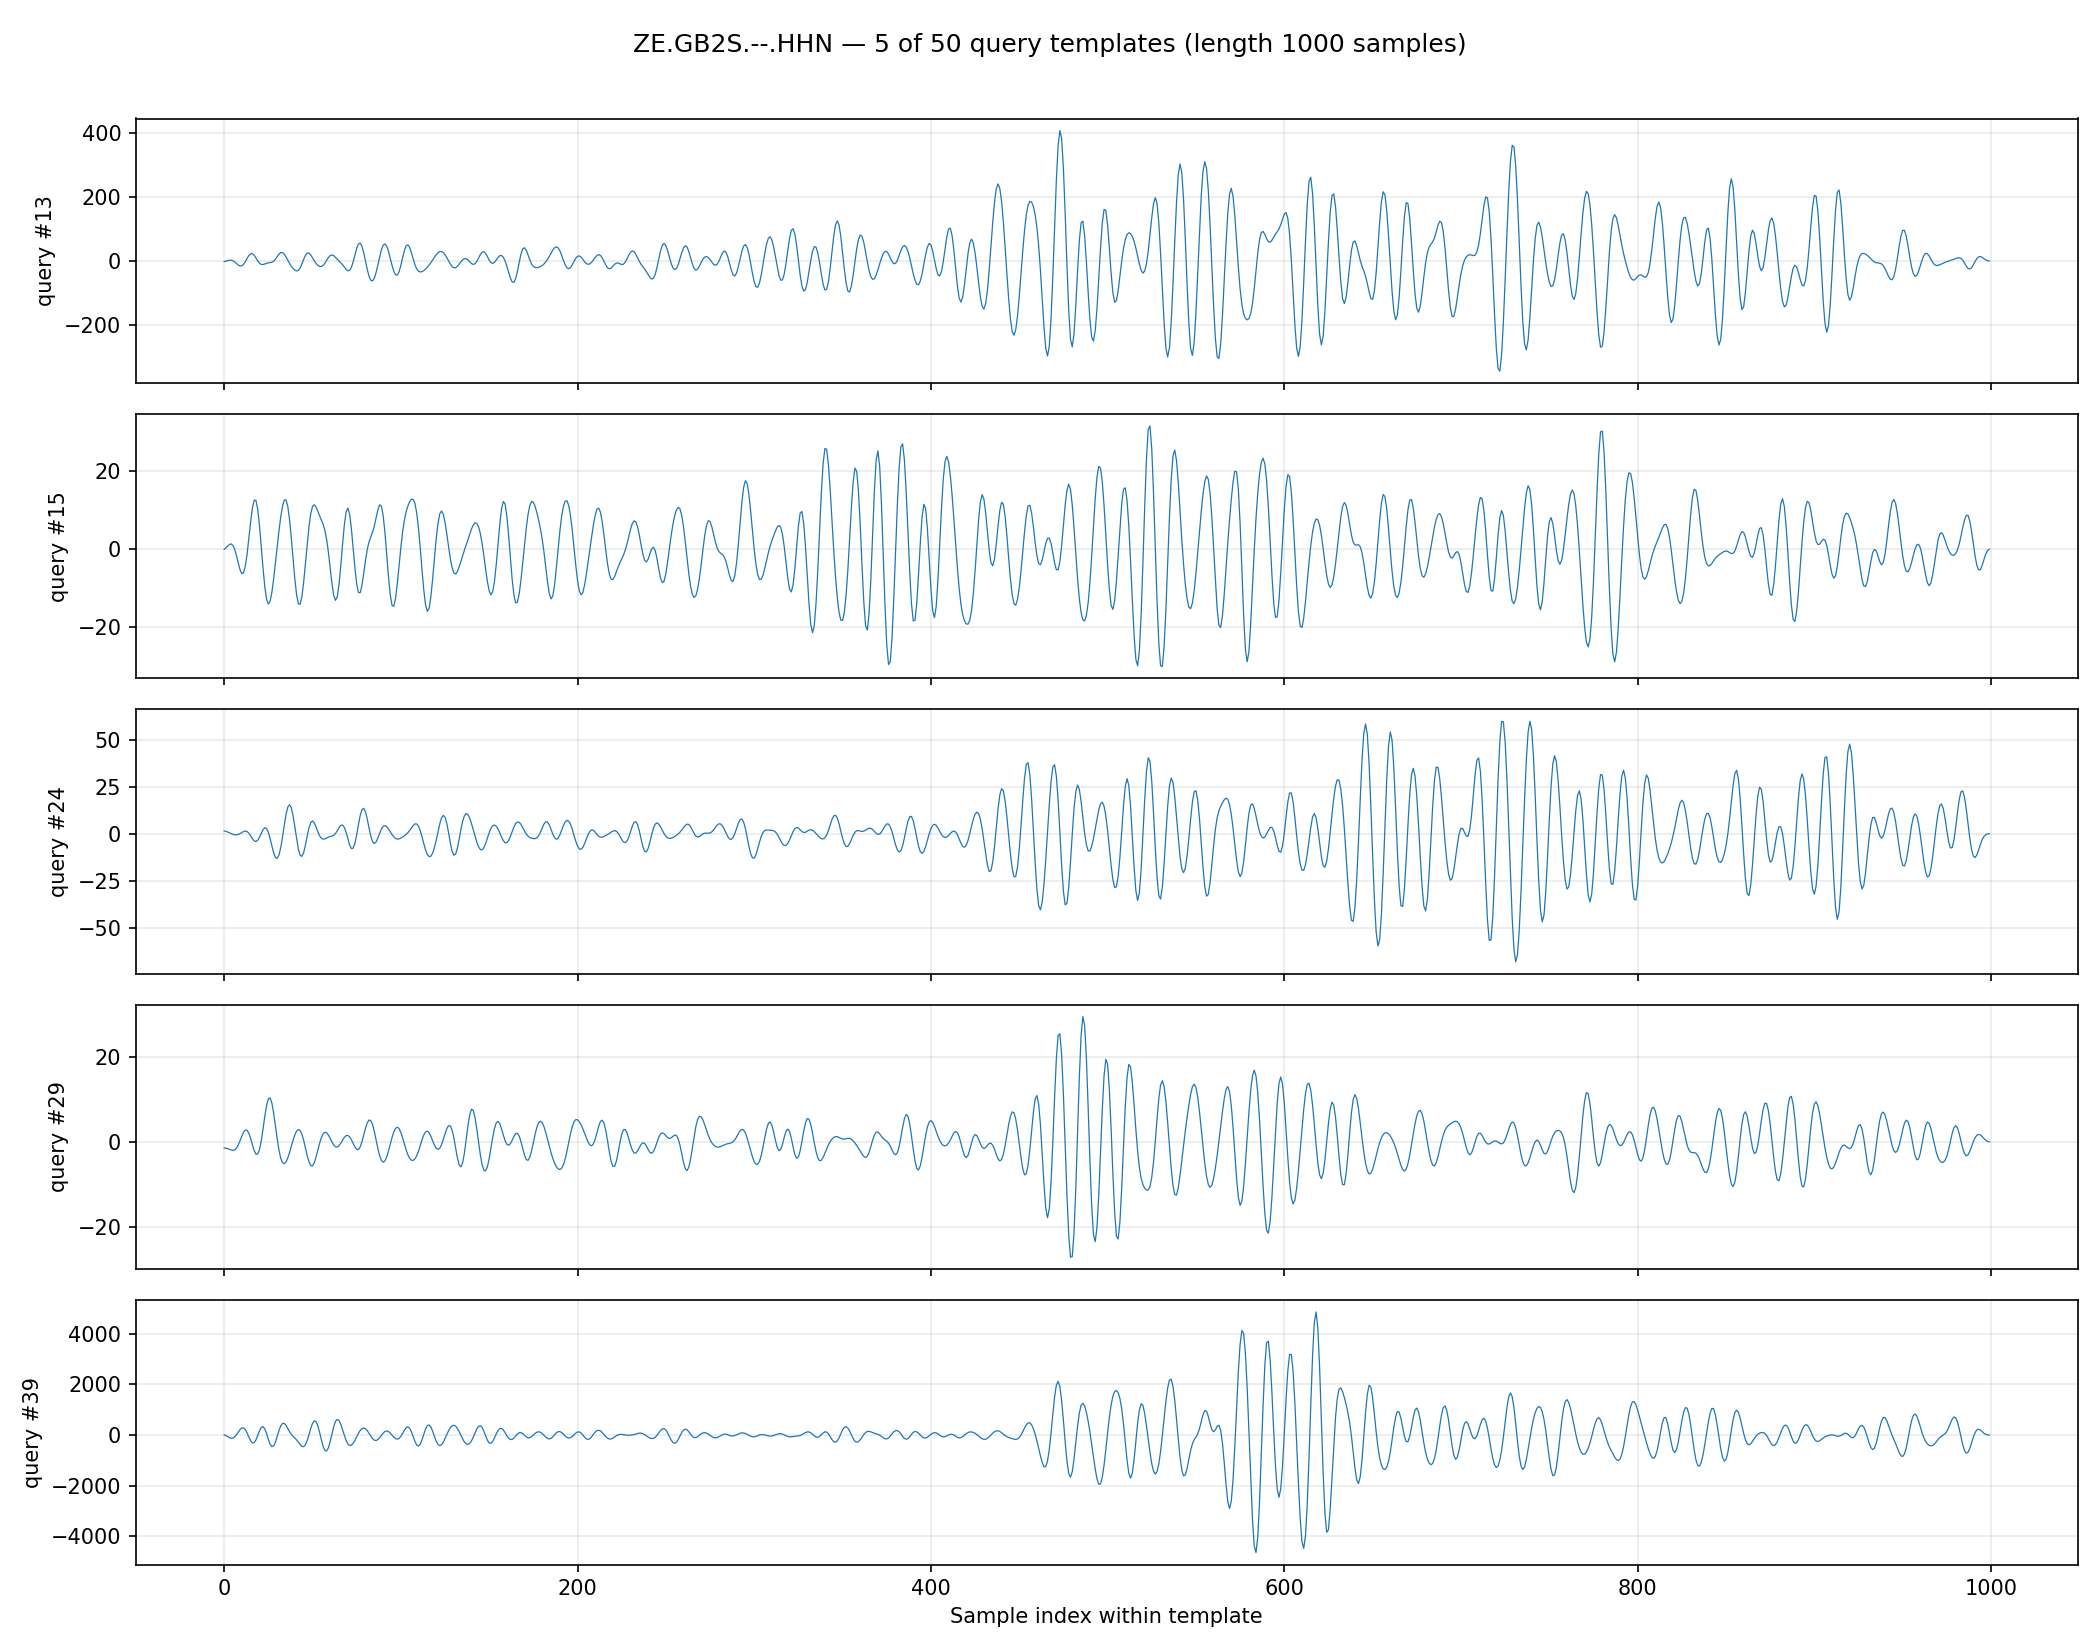 ZE.GB2S.--.HHN — 5 of 50 query templates (length 1000 samples)
query #13
400
200
0
−200
query #15
20
0
−20
query #24
50
25
0
−25
−50
query #29
20
0
−20
query #39
4000
2000
0
−2000
−4000
0 200 400 600 800 1000
Sample index within template